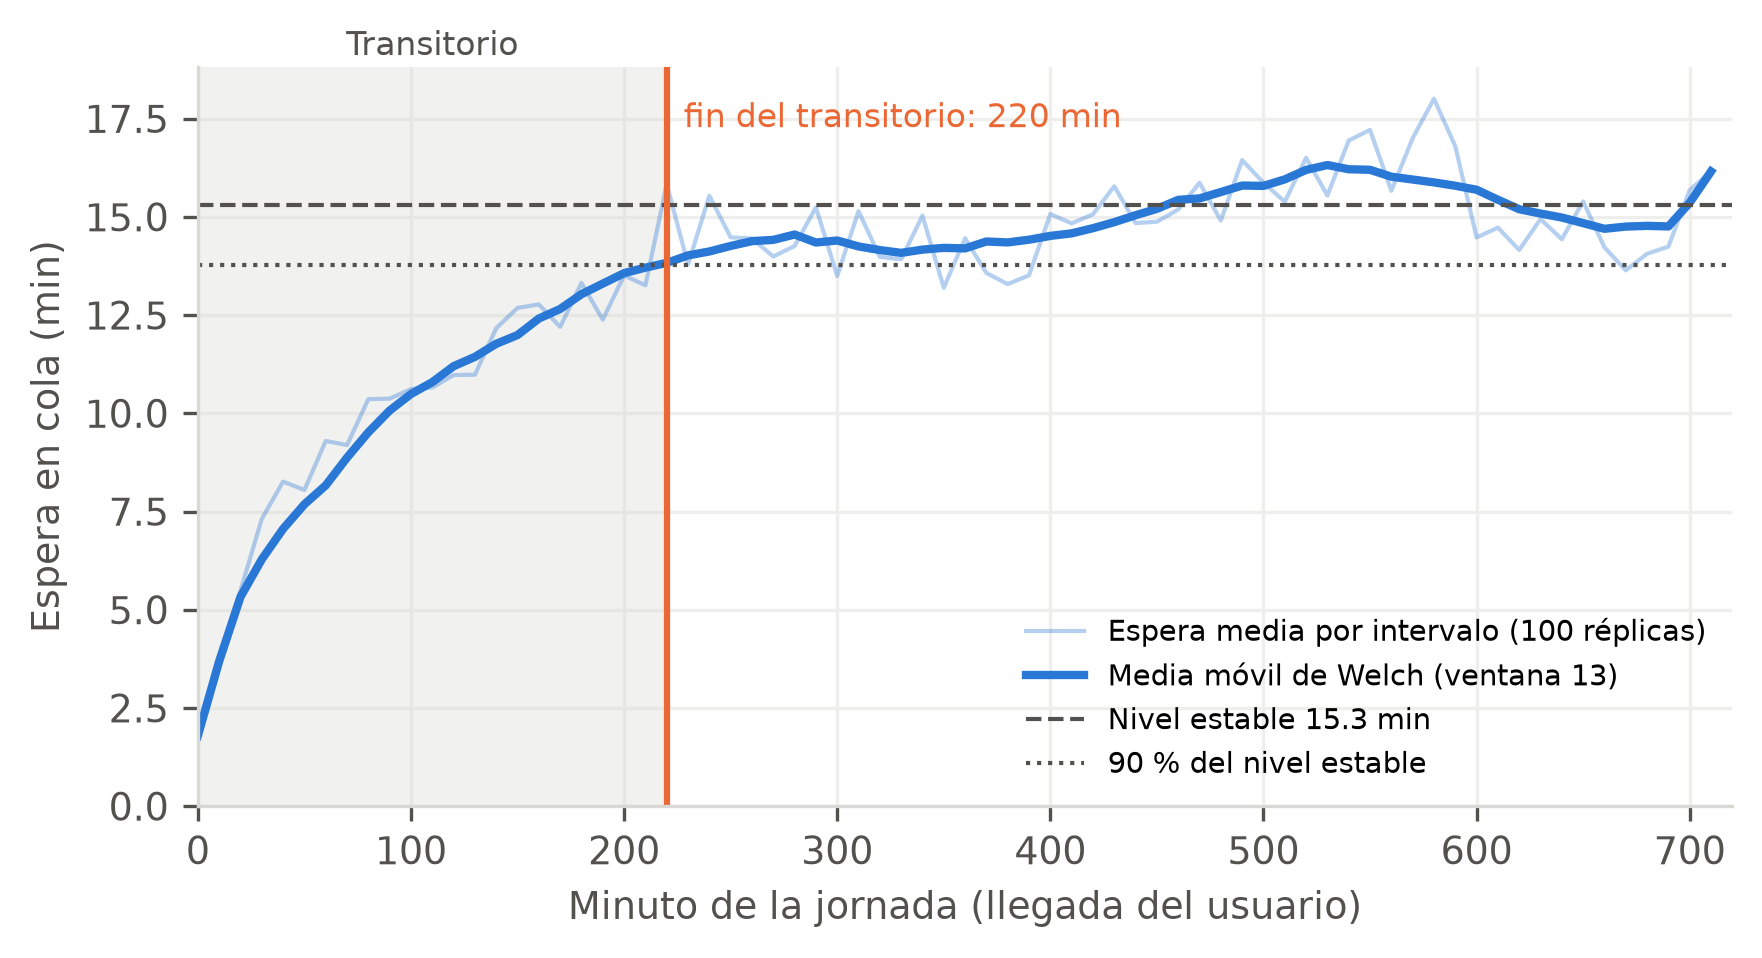 Transitorio
fin del transitorio: 220 min
17.5
15.0
12.5
10.0
7.5
5.0
2.5
0.0
Espera en cola (min)
Espera media por intervalo (100 réplicas)
Media móvil de Welch (ventana 13)
Nivel estable 15.3 min
90 % del nivel estable
0 100 200 300 400 500 600 700
Minuto de la jornada (llegada del usuario)